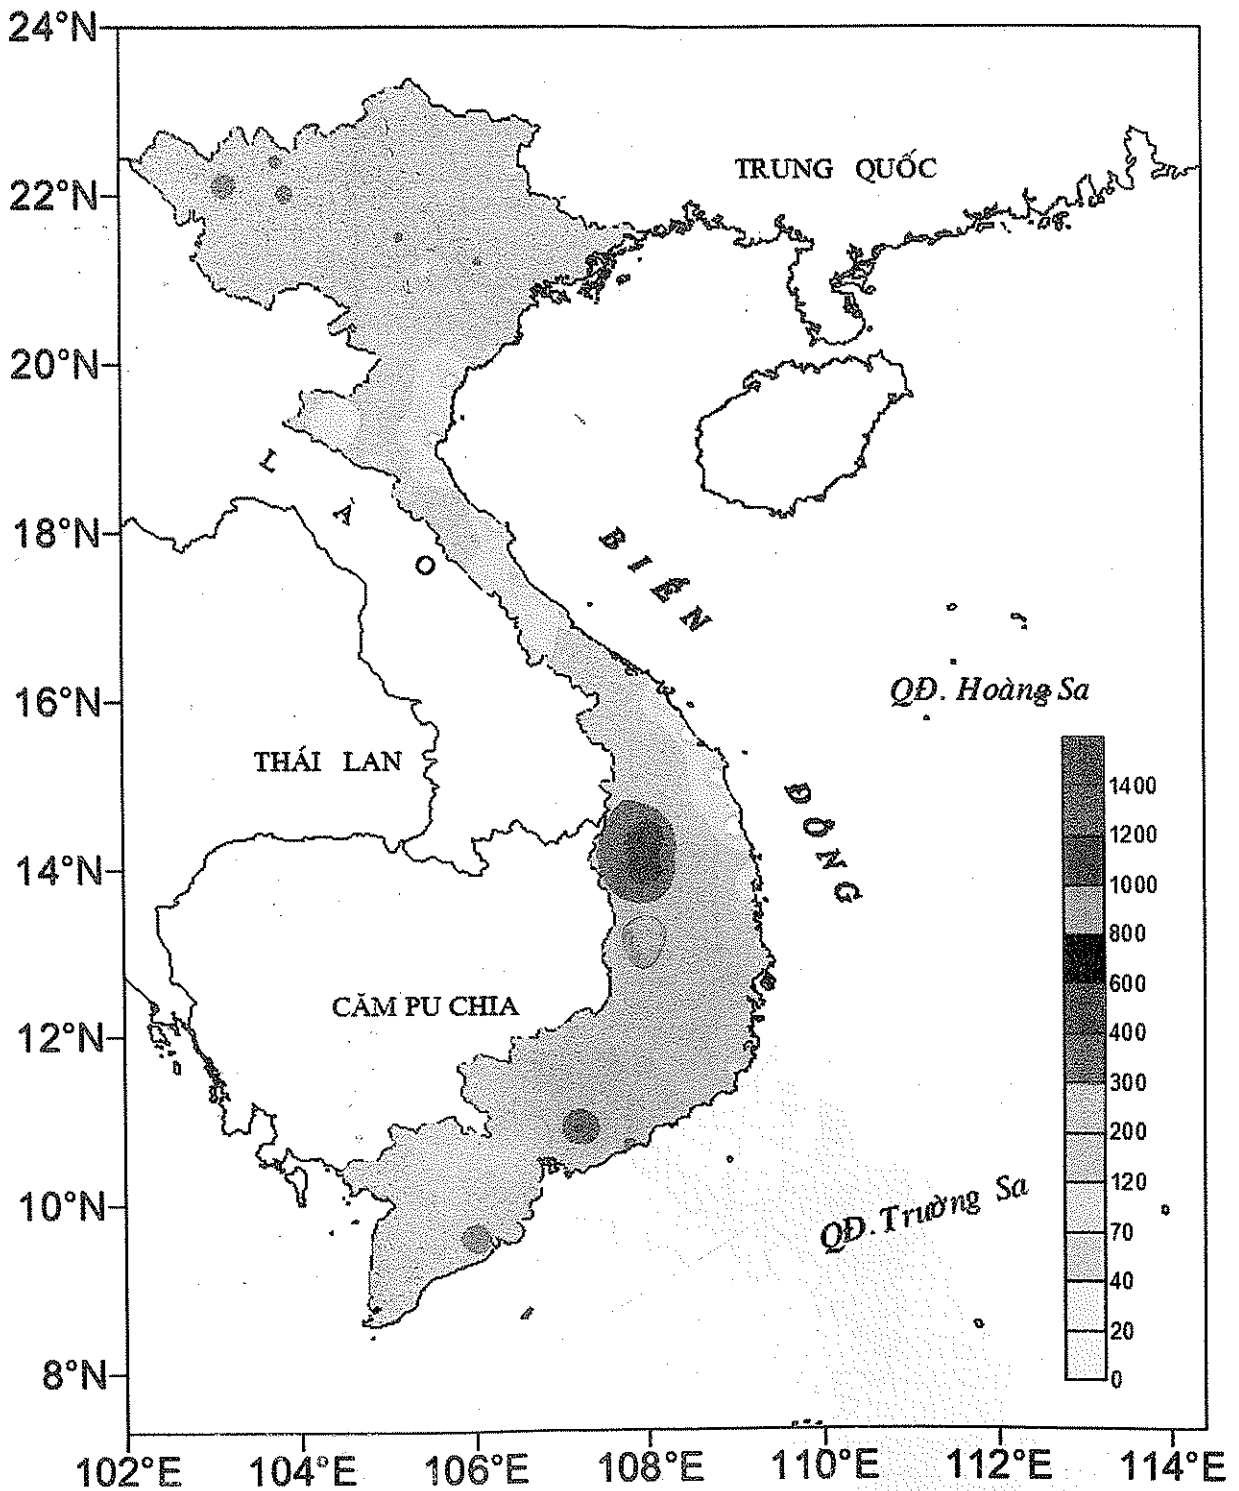 24°N
22°N
20°N
18°N
16°N
14°N
12°N
10°N
8°N
102°E 104°E 106°E 108°E 110°E 112°E 114°E
TRUNG QUỐC
LÀO
BIỂN ĐÔNG
QĐ. Hoàng Sa
THÁI LAN
CĂM PU CHIA
QĐ. Trường Sa
1400
1200
1000
800
600
400
300
200
120
70
40
20
0